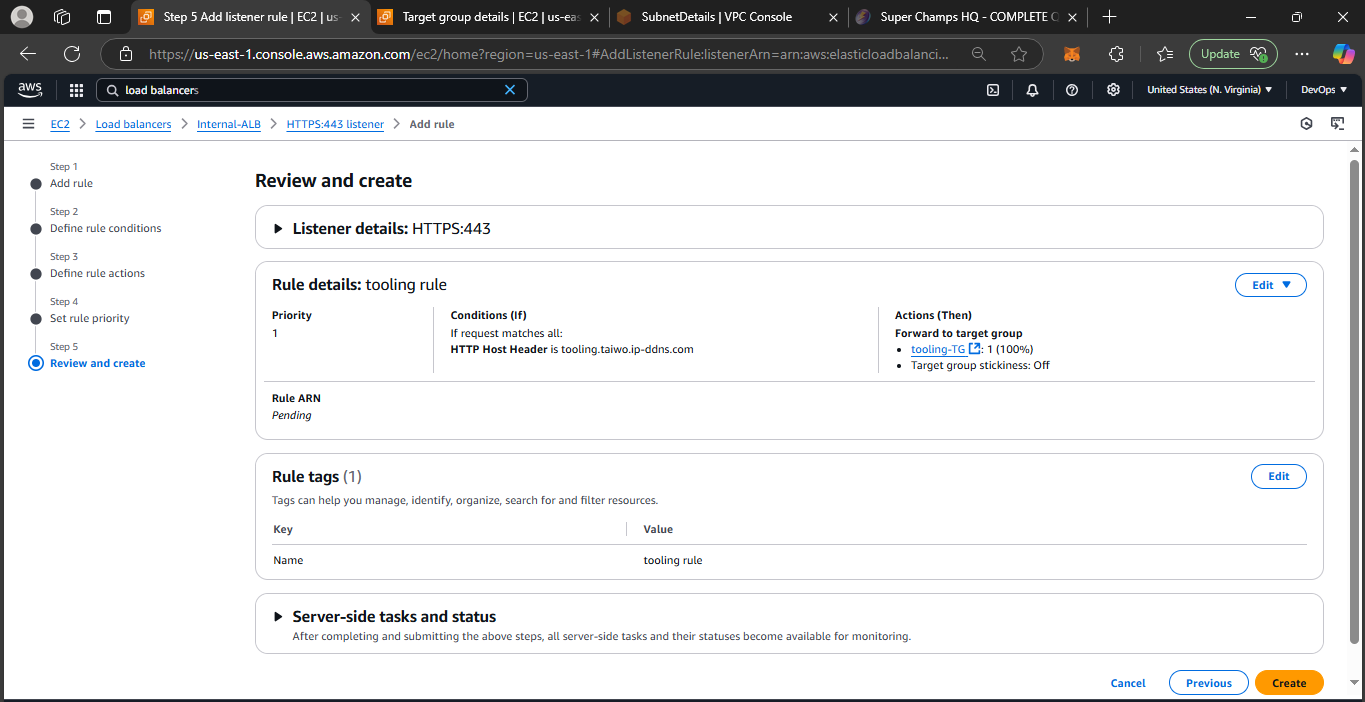 Step 5 Add listener rule | EC2 | us-
Target group details | EC2 | us-eas
SubnetDetails | VPC Console
Super Champs HQ - COMPLETE Q
Update
https://us-east-1.console.aws.amazon.com/ec2/home?region=us-east-1#AddListenerRule:listenerArn=arn:aws:elasticloadbalanci...
aws
load balancers
United States (N. Virginia)
DevOps
EC2
Load balancers
Internal-ALB
HTTPS:443 listener
Add rule
Step 1
Add rule
Step 2
Define rule conditions
Step 3
Define rule actions
Step 4
Set rule priority
Step 5
Review and create
Review and create
Listener details: HTTPS:443
Rule details: tooling rule
Edit
Priority
1
Conditions (If)
If request matches all:
HTTP Host Header is tooling.taiwo.ip-ddns.com
Actions (Then)
Forward to target group
tooling-TG : 1 (100%)
Target group stickiness: Off
Rule ARN
Pending
Rule tags (1)
Edit
Tags can help you manage, identify, organize, search for and filter resources.
Key Value
Name tooling rule
Server-side tasks and status
After completing and submitting the above steps, all server-side tasks and their statuses become available for monitoring.
Cancel
Previous
Create